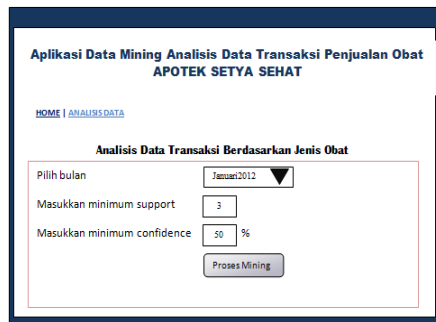 Aplikasi Data Mining Analisis Data Transaksi Penjualan Obat
APOTEK SETYA SEHAT
HOME | ANALISIS DATA
Analisis Data Transaksi Berdasarkan Jenis Obat
Pilih bulan Januari2012
Masukkan minimum support 3
Masukkan minimum confidence 50 %
Proses Mining